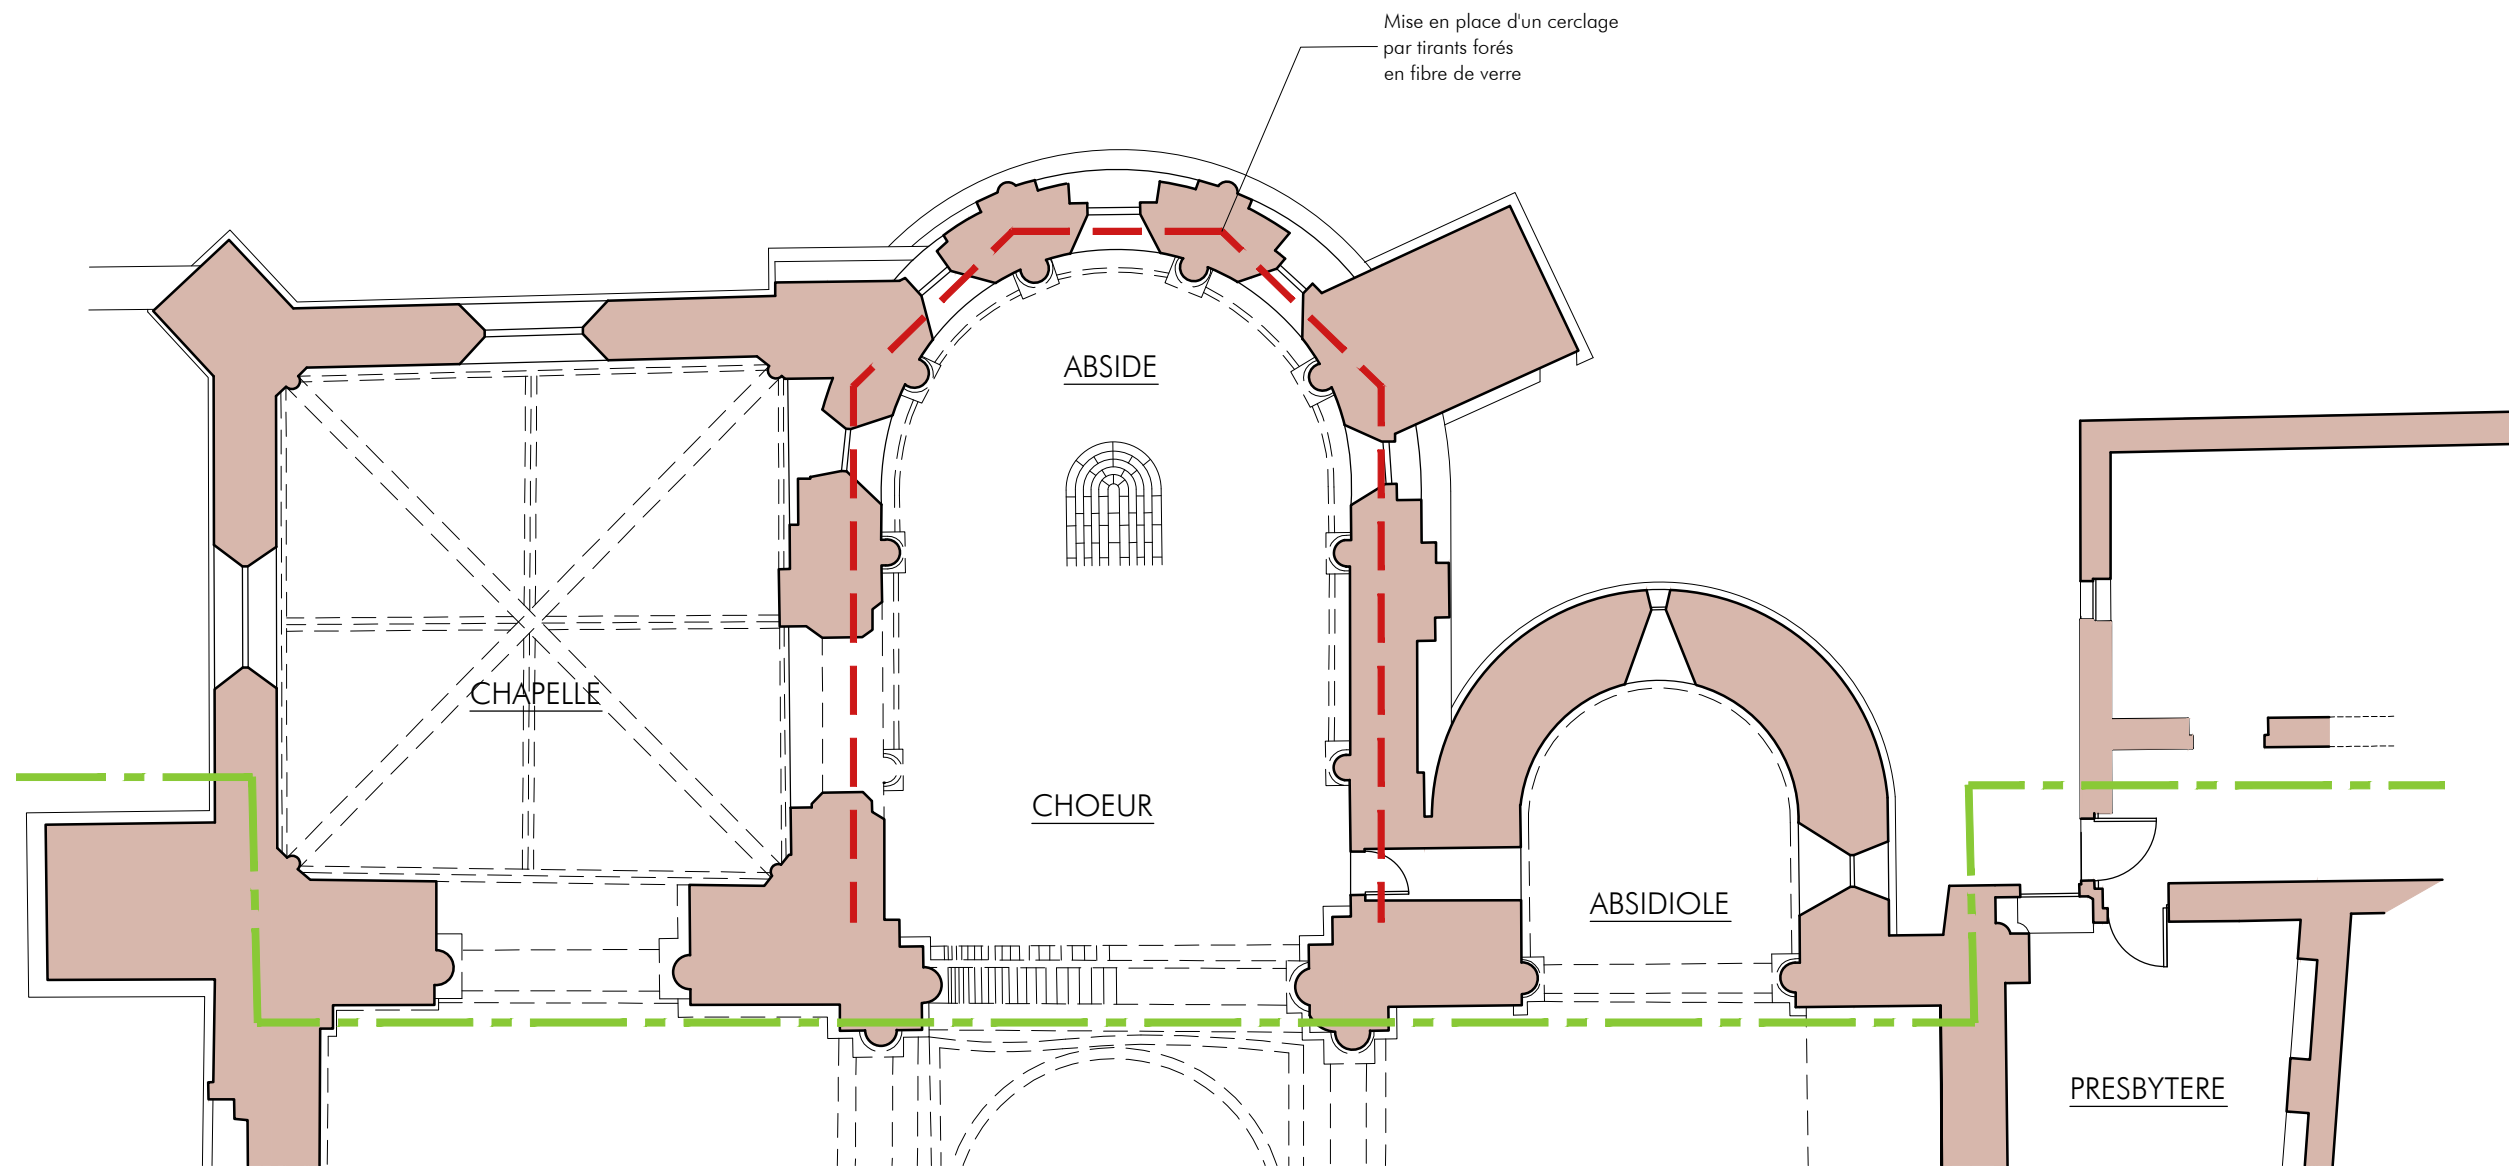 Mise en place d'un cerclage
par tirants forés
en fibre de verre
ABSIDE
CHAPELLE
CHOEUR
ABSIDIOLE
PRESBYTERE